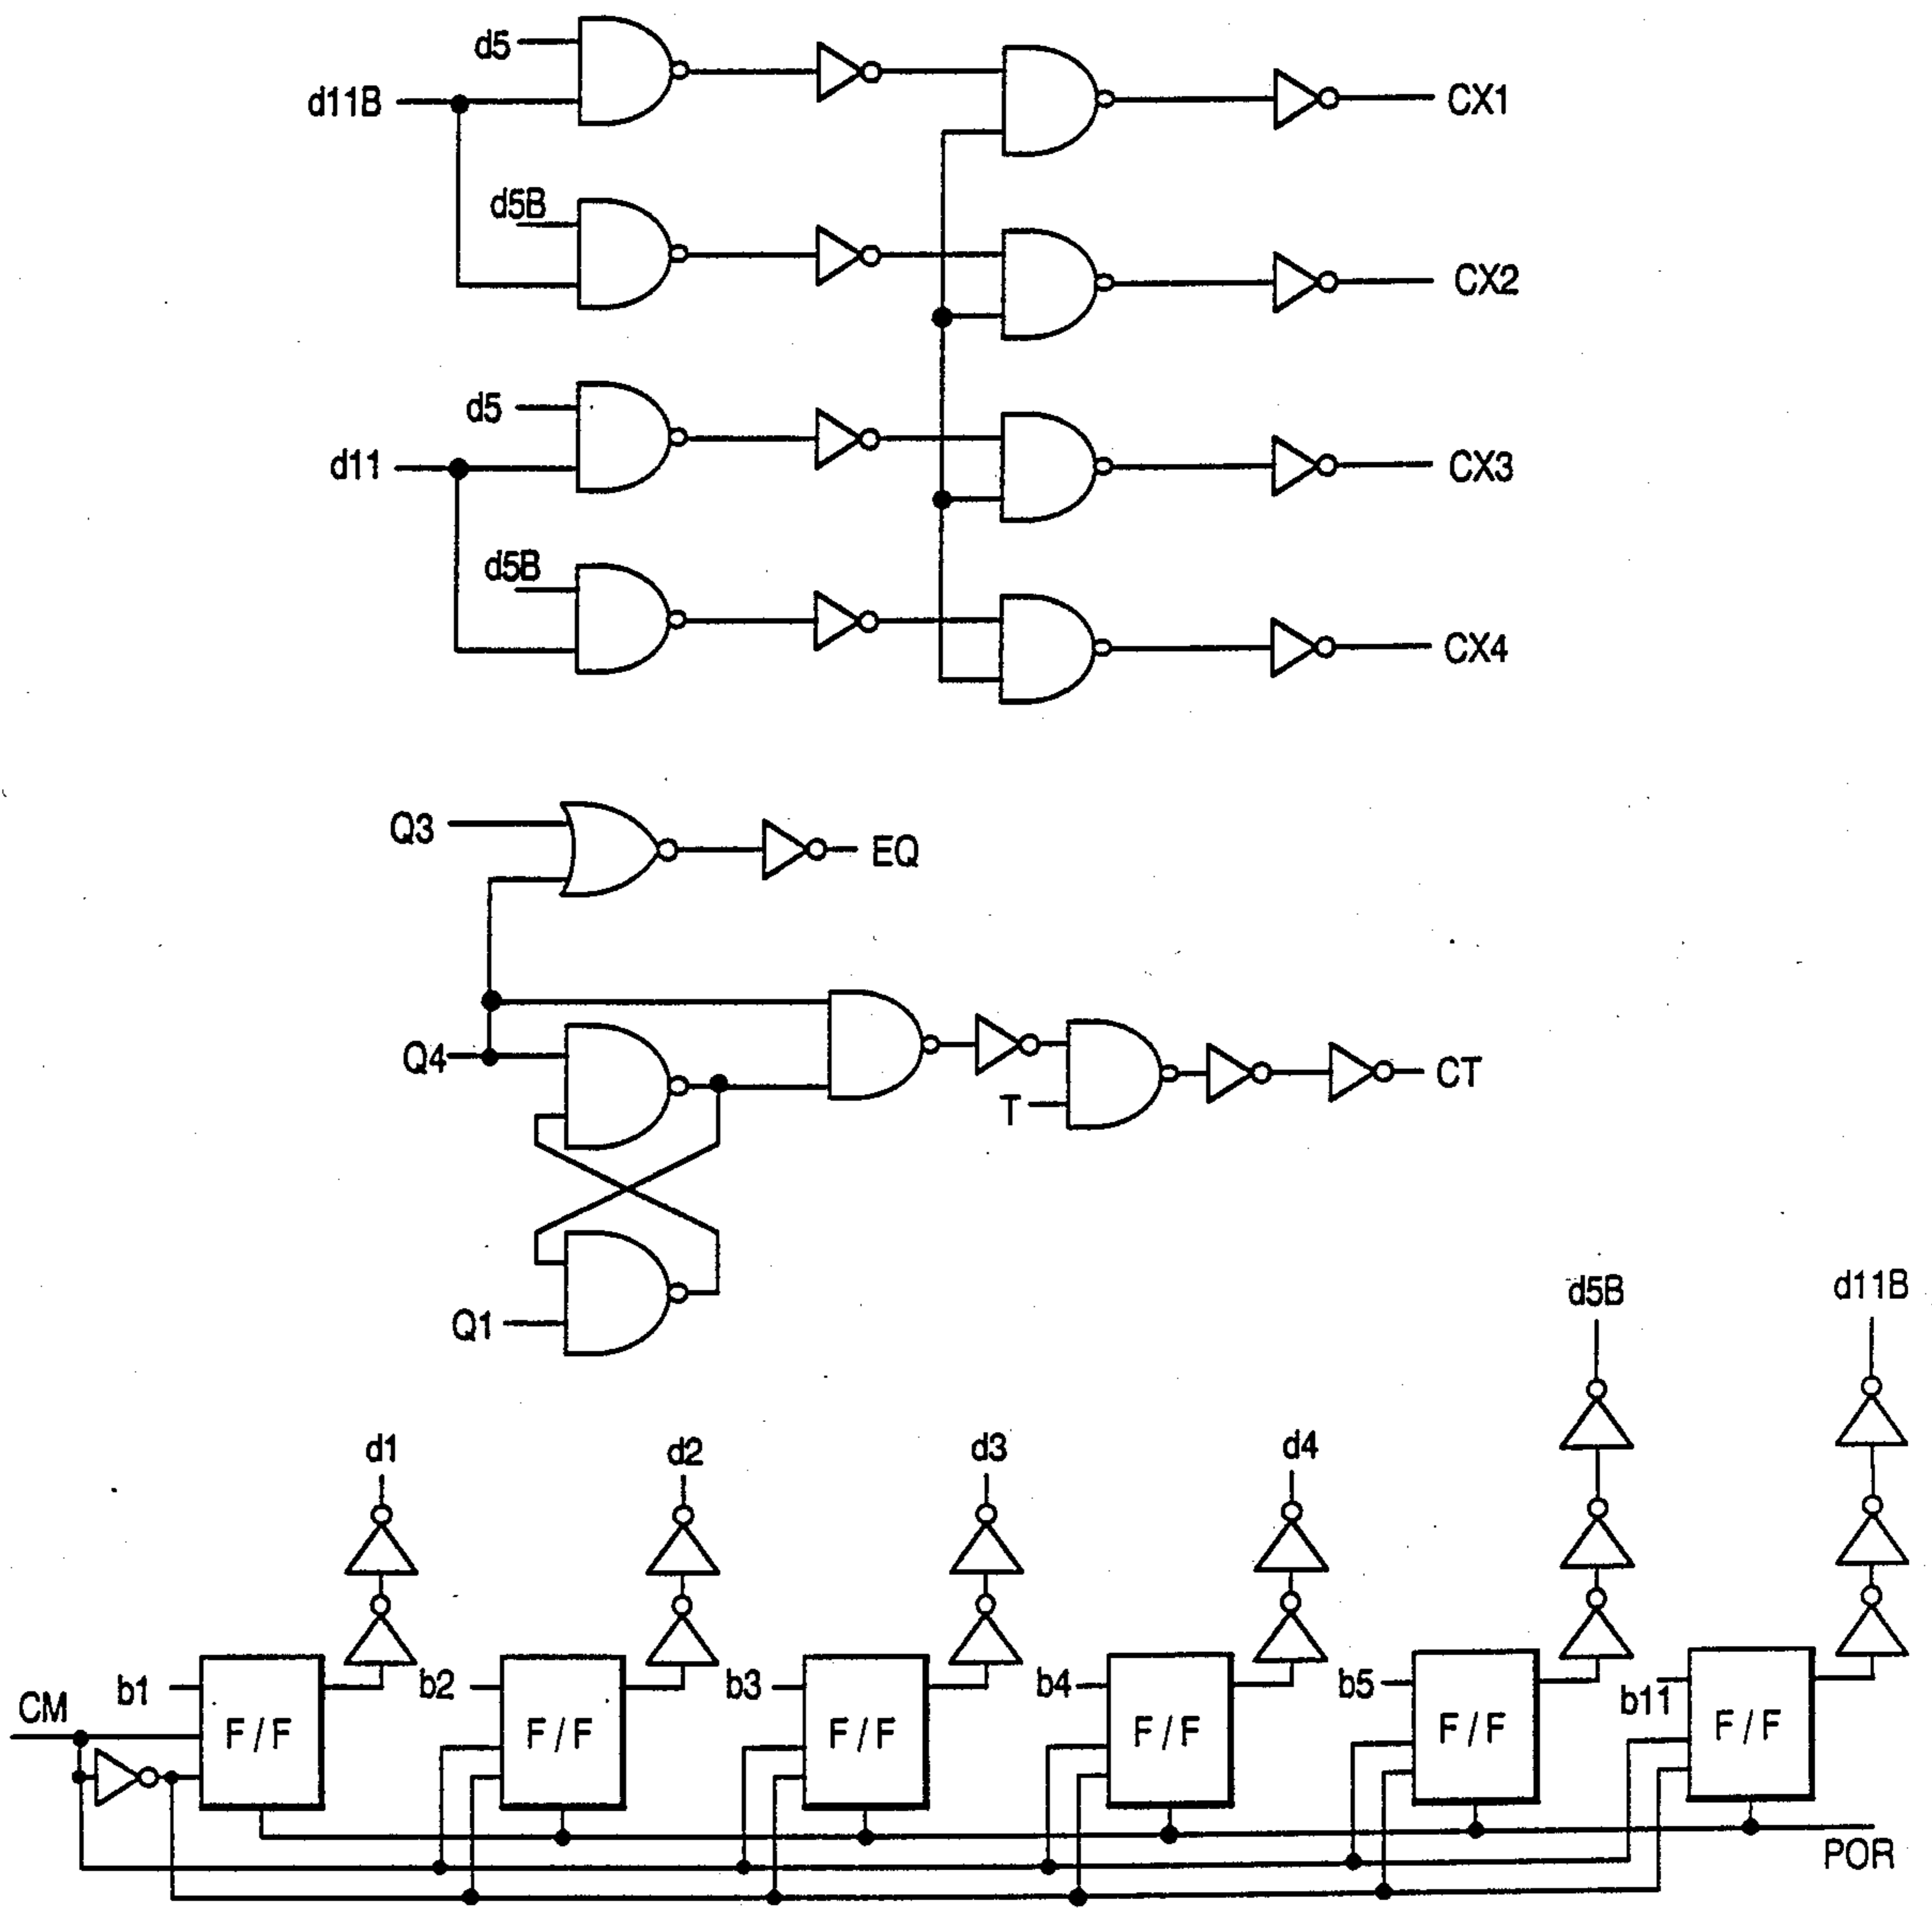 d5
d11B
CX1
d5B
CX2
d5
d11
CX3
d5B
CX4
Q3
EQ
Q4
T
CT
Q1
d5B
d11B
d1
d2
d3
d4
b1
b2
b3
b4
b5
b11
CM
F/F
F/F
F/F
F/F
F/F
F/F
POR